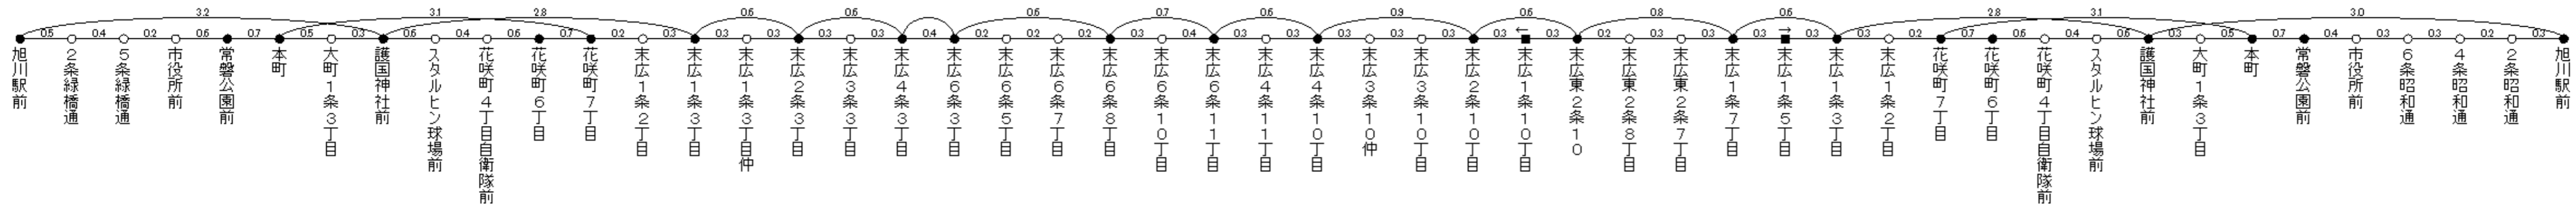 3.2 3.1 2.8 0.6 0.6 0.6 0.7 0.6 0.9 0.6 0.8 0.6 2.8 3.1 3.0
← →
0.5 0.4 0.2 0.6 0.7 0.5 0.3 0.6 0.4 0.6 0.7 0.2 0.3 0.3 0.3 0.3 0.3 0.4 0.2 0.2 0.2 0.3 0.4 0.3 0.3 0.3 0.3 0.3 0.3 0.3 0.2 0.3 0.3 0.3 0.3 0.3 0.3 0.7 0.6 0.4 0.6 0.3 0.5 0.7 0.4 0.3 0.3 0.2 0.3
旭川駅前
2条緑橋通
5条緑橋通
市役所前
常磐公園前
本町
大町1条3丁目
護国神社前
スタルヒン球場前
花咲町4丁目自衛隊前
花咲町6丁目
花咲町7丁目
末広1条2丁目
末広1条3丁目
末広1条3丁目仲
末広2条3丁目
末広3条3丁目
末広4条3丁目
末広6条3丁目
末広6条5丁目
末広6条7丁目
末広6条8丁目
末広6条10丁目
末広6条11丁目
末広4条11丁目
末広4条10丁目
末広3条10仲
末広3条10丁目
末広2条10丁目
末広1条10丁目
末広東2条10
末広東2条8丁目
末広東2条7丁目
末広1条7丁目
末広1条5丁目
末広1条3丁目
末広1条2丁目
花咲町7丁目
花咲町6丁目
花咲町4丁目自衛隊前
スタルヒン球場前
護国神社前
大町1条3丁目
本町
常磐公園前
市役所前
6条昭和通
4条昭和通
2条昭和通
旭川駅前